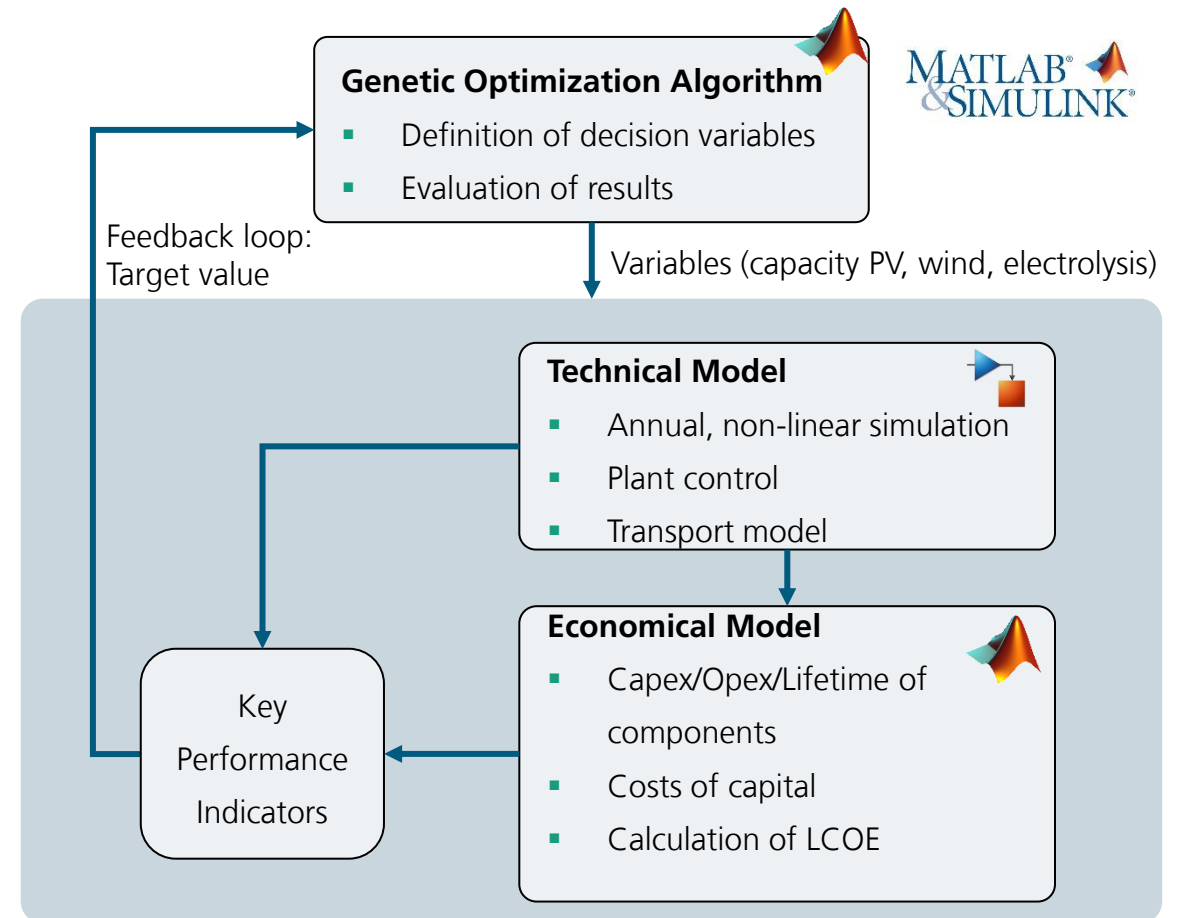 MATLAB®
&SIMULINK®
Genetic Optimization Algorithm
▪ Definition of decision variables
▪ Evaluation of results
Feedback loop:
Target value
Variables (capacity PV, wind, electrolysis)
Technical Model
▪ Annual, non-linear simulation
▪ Plant control
▪ Transport model
Economical Model
▪ Capex/Opex/Lifetime of
components
▪ Costs of capital
▪ Calculation of LCOE
Key
Performance
Indicators